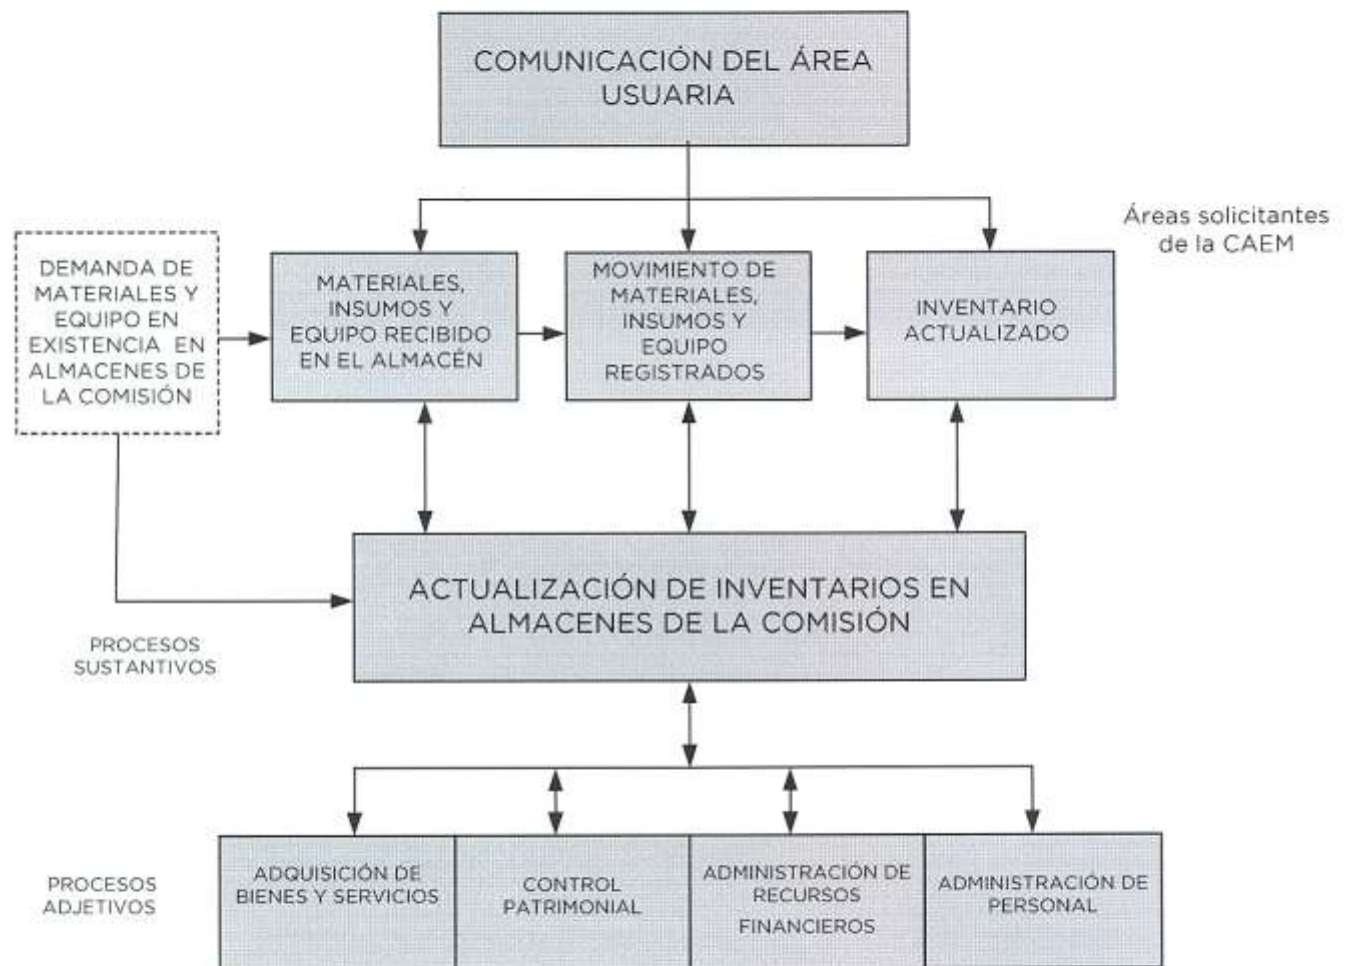 COMUNICACIÓN DEL ÁREA
USUARIA
Áreas solicitantes
de la CAEM
DEMANDA DE
MATERIALES Y
EQUIPO EN
EXISTENCIA EN
ALMACENES DE
LA COMISIÓN
MATERIALES,
INSUMOS Y
EQUIPO RECIBIDO
EN EL ALMACÉN
MOVIMIENTO DE
MATERIALES,
INSUMOS Y
EQUIPO
REGISTRADOS
INVENTARIO
ACTUALIZADO
ACTUALIZACIÓN DE INVENTARIOS EN
ALMACENES DE LA COMISIÓN
PROCESOS
SUSTANTIVOS
PROCESOS
ADJETIVOS
ADQUISICIÓN DE
BIENES Y SERVICIOS
CONTROL
PATRIMONIAL
ADMINISTRACIÓN DE
RECURSOS
FINANCIEROS
ADMINISTRACIÓN DE
PERSONAL